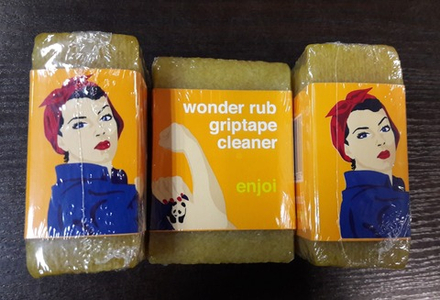 wonder rub
griptape
cleaner
enjoi